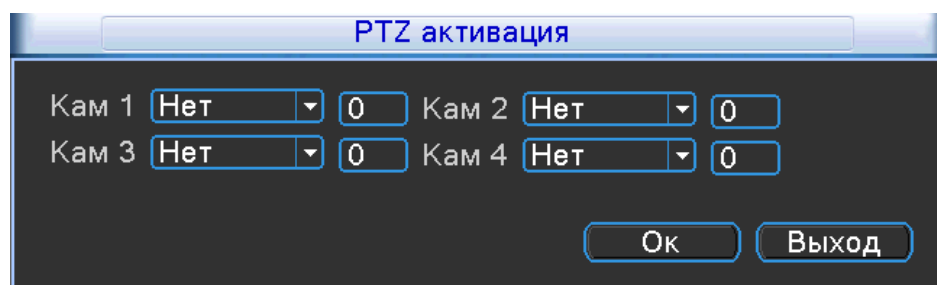 PTZ активация
Кам 1 Нет 0 Кам 2 Нет 0
Кам 3 Нет 0 Кам 4 Нет 0
Ок Выход